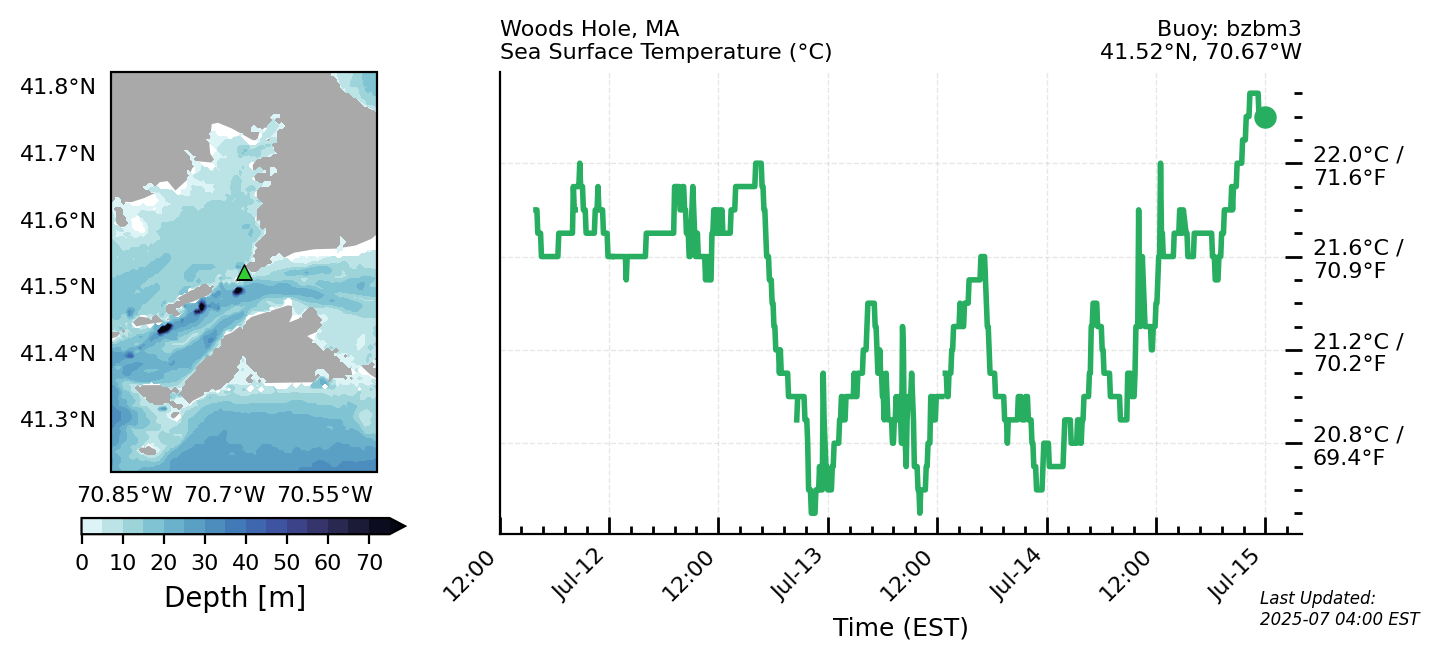 Woods Hole, MA
Sea Surface Temperature (°C)
Buoy: bzbm3
41.52°N, 70.67°W
41.8°N
41.7°N
41.6°N
41.5°N
41.4°N
41.3°N
70.85°W 70.7°W 70.55°W
0 10 20 30 40 50 60 70
Depth [m]
22.0°C /
71.6°F
21.6°C /
70.9°F
21.2°C /
70.2°F
20.8°C /
69.4°F
12:00 Jul-12 12:00 Jul-13 12:00 Jul-14 12:00 Jul-15
Time (EST)
Last Updated:
2025-07 04:00 EST